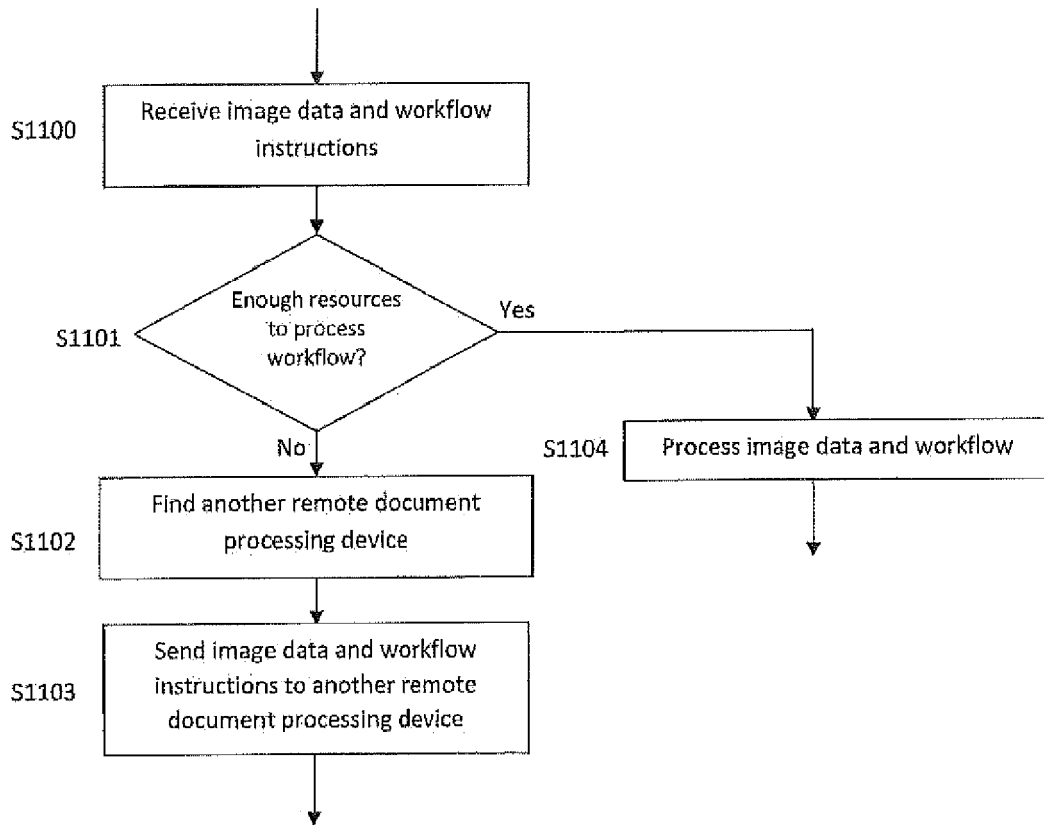 S1100
Receive image data and workflow
instructions
S1101
Enough resources
to process
workflow?
Yes
No
S1104
Process image data and workflow
S1102
Find another remote document
processing device
S1103
Send image data and workflow
instructions to another remote
document processing device